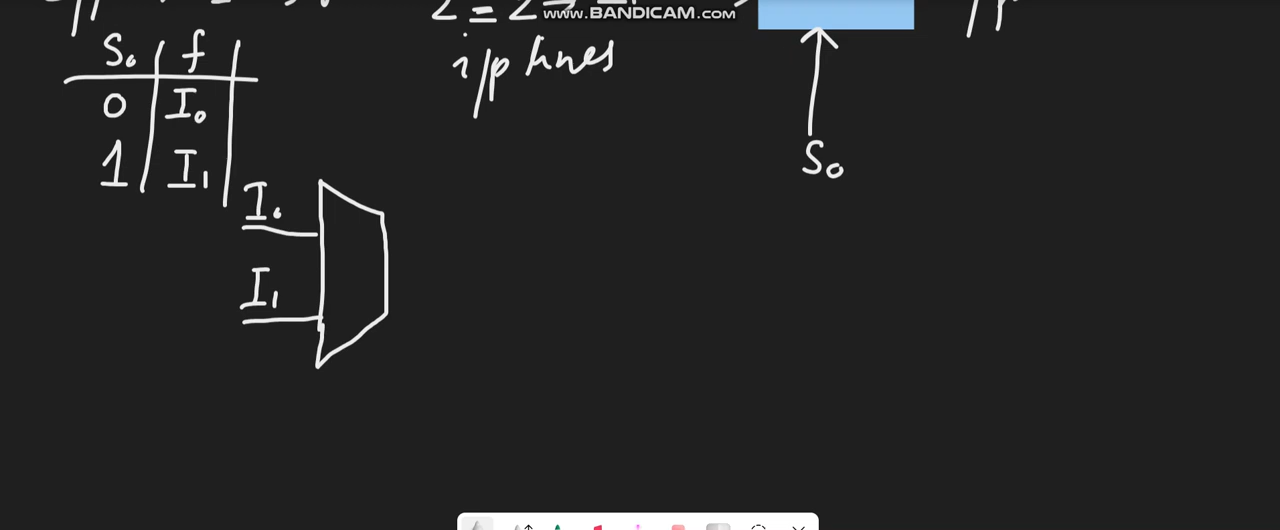 www.BANDICAM.com
i/p lines
S₀ f
0 I₀
1 I₁
S₀
I₀
I₁